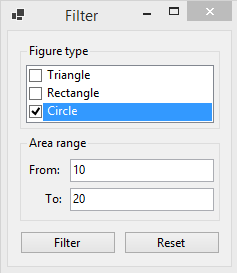 Filter
Figure type
Triangle
Rectangle
Circle
Area range
From: 10
To: 20
Filter Reset